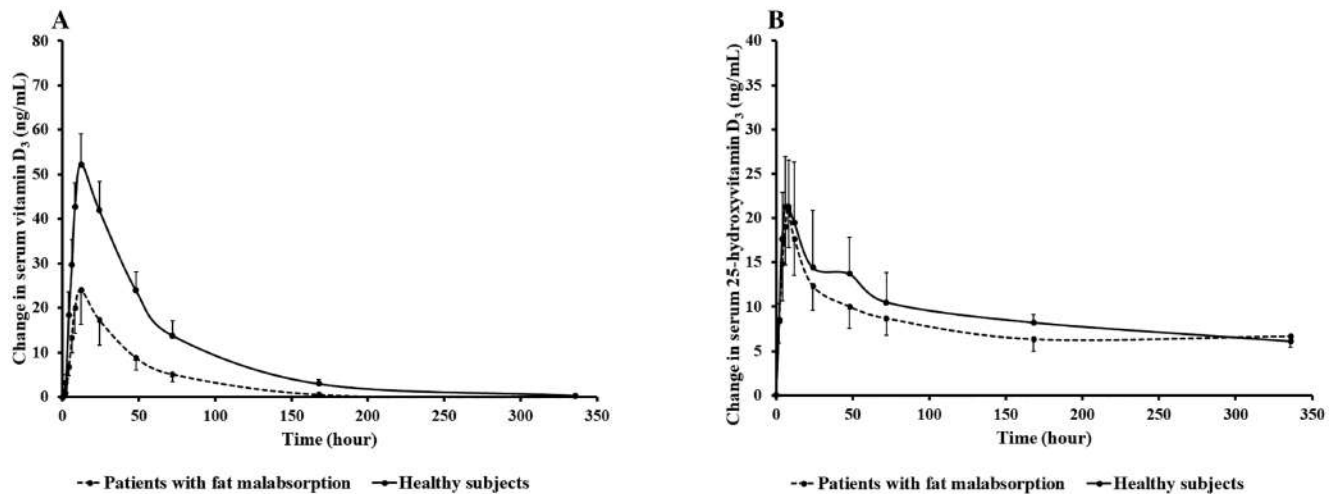 A
Change in serum vitamin D3 (ng/mL)
80
70
60
50
40
30
20
10
0
0 50 100 150 200 250 300 350
Time (hour)
Patients with fat malabsorption Healthy subjects
B
Change in serum 25-hydroxyvitamin D3 (ng/mL)
40
35
30
25
20
15
10
5
0
0 50 100 150 200 250 300 350
Time (hour)
Patients with fat malabsorption Healthy subjects